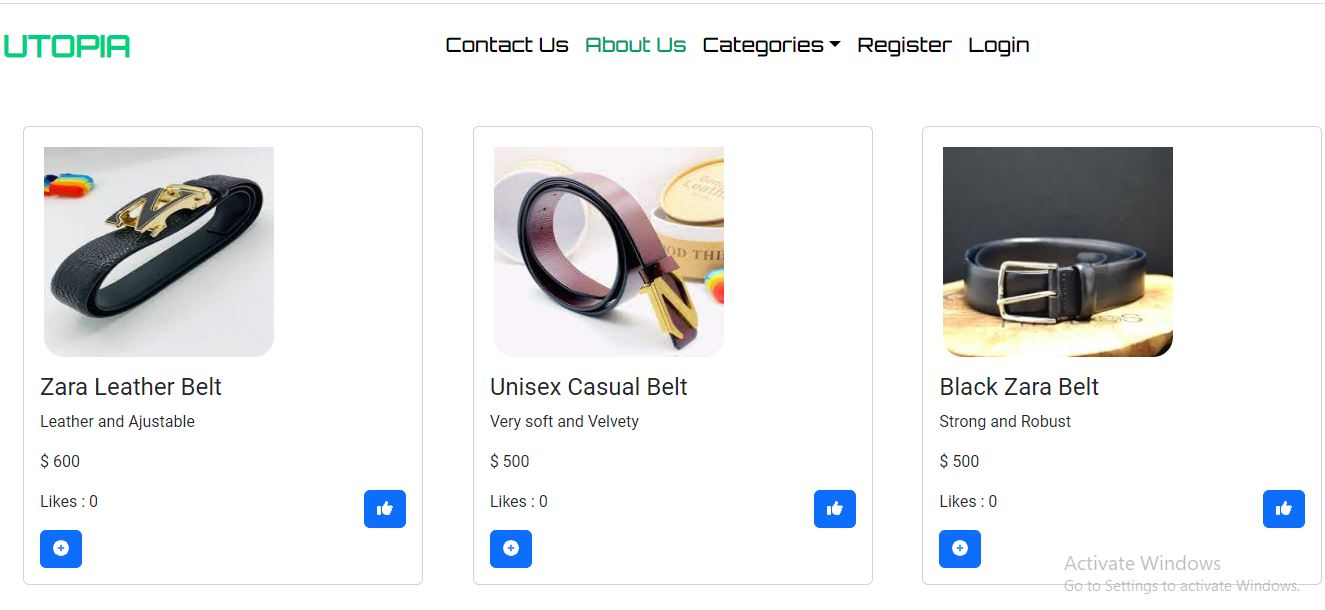 UTOPIA
Contact Us
About Us
Categories
Register
Login
Zara Leather Belt
Leather and Ajustable
$ 600
Likes : 0
Unisex Casual Belt
Very soft and Velvety
$ 500
Likes : 0
Black Zara Belt
Strong and Robust
$ 500
Likes : 0
Activate Windows
Go to Settings to activate Windows.